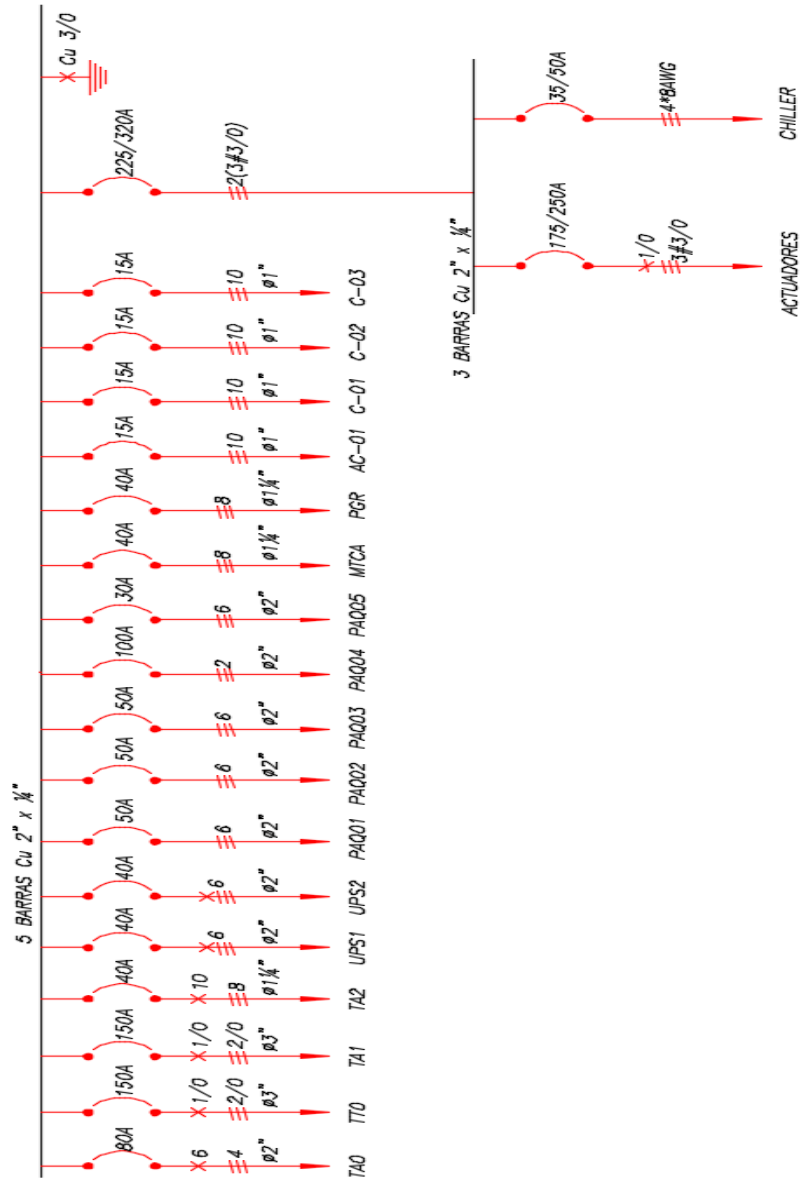 5 BARRAS Cu 2" x ¼"
80A
6
4
ø2"
TAO
150A
1/0
2/0
ø3"
TTO
150A
1/0
2/0
ø3"
TA1
40A
10
8
ø1¼"
TA2
40A
6
ø2"
UPS1
40A
6
ø2"
UPS2
50A
6
ø2"
PAQ01
50A
6
ø2"
PAQ02
50A
6
ø2"
PAQ03
100A
2
ø2"
PAQ04
30A
6
ø2"
PAQ05
40A
8
ø1¼"
MTCA
40A
8
ø1¼"
PGR
15A
10
ø1"
AC-01
15A
10
ø1"
C-01
15A
10
ø1"
C-02
15A
10
ø1"
C-03
225/320A
2(3#3/0)
Cu 3/0
3 BARRAS Cu 2" x ¼"
175/250A
1/0
3#3/0
ACTUADORES
35/50A
4*8AWG
CHILLER